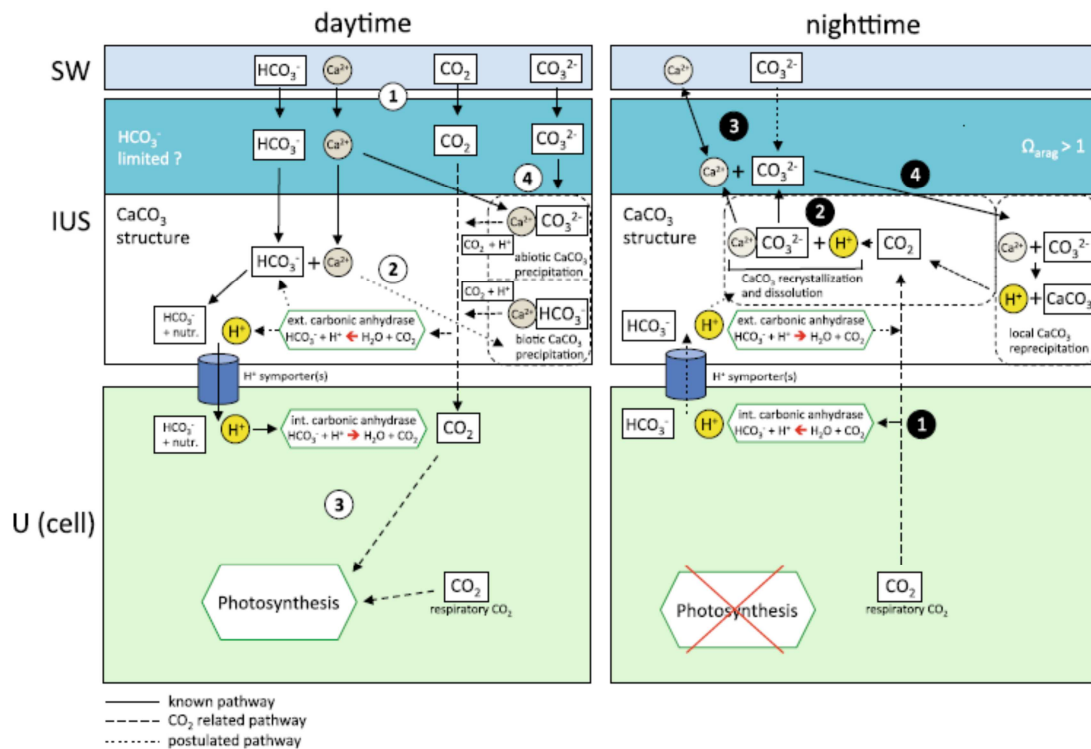 daytime
nighttime
SW
HCO₃⁻
Ca²⁺
CO₂
CO₃²⁻
Ca²⁺
CO₃²⁻
1
HCO₃⁻
limited ?
HCO₃⁻
Ca²⁺
CO₂
CO₃²⁻
4
3
Ca²⁺ + CO₃²⁻
4
Ωarag > 1
IUS
CaCO₃
structure
HCO₃⁻ + Ca²⁺
2
Ca²⁺ CO₃²⁻
CO₂ + H⁺
abiotic CaCO₃
precipitation
CO₂ + H⁺
Ca²⁺ HCO₃⁻
biotic CaCO₃
precipitation
HCO₃⁻
+ nutr.
H⁺
ext. carbonic anhydrase
HCO₃⁻ + H⁺ ← H₂O + CO₂
H⁺ symporter(s)
CaCO₃
structure
2
Ca²⁺ CO₃²⁻ + H⁺
CO₂
CaCO₃ recrystallization
and dissolution
Ca²⁺ + CO₃²⁻
H⁺ + CaCO₃
local CaCO₃
reprecipitation
HCO₃⁻
H⁺
ext. carbonic anhydrase
HCO₃⁻ + H⁺ → H₂O + CO₂
H⁺ symporter(s)
U (cell)
HCO₃⁻
+ nutr.
H⁺
int. carbonic anhydrase
HCO₃⁻ + H⁺ → H₂O + CO₂
CO₂
3
Photosynthesis
CO₂
respiratory CO₂
HCO₃⁻
H⁺
int. carbonic anhydrase
HCO₃⁻ + H⁺ ← H₂O + CO₂
1
Photosynthesis
CO₂
respiratory CO₂
known pathway
CO₂ related pathway
postulated pathway